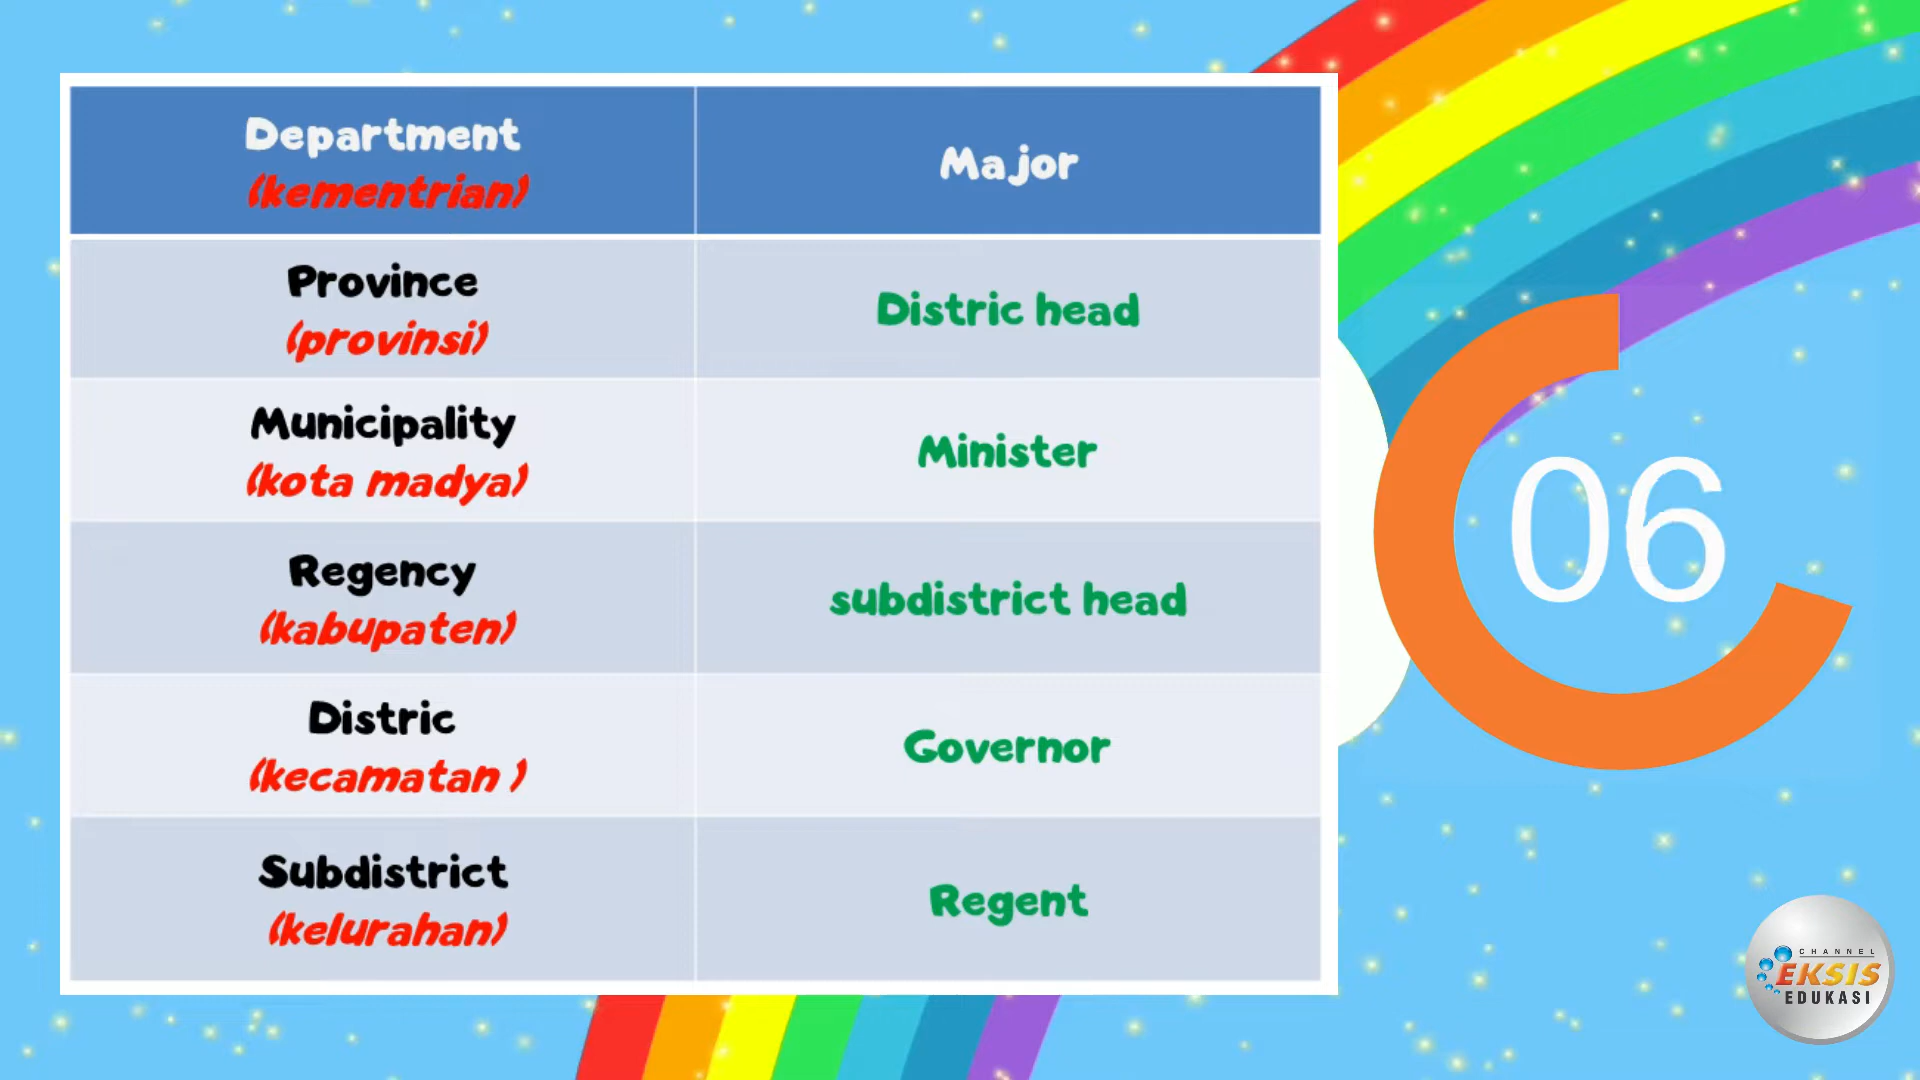 Department
(kementrian)
Major
Province
(provinsi)
Distric head
Municipality
(kota madya)
Minister
Regency
(kabupaten)
subdistrict head
Distric
(kecamatan )
Governor
Subdistrict
(kelurahan)
Regent
06
CHANNEL
EKSIS
EDUKASI